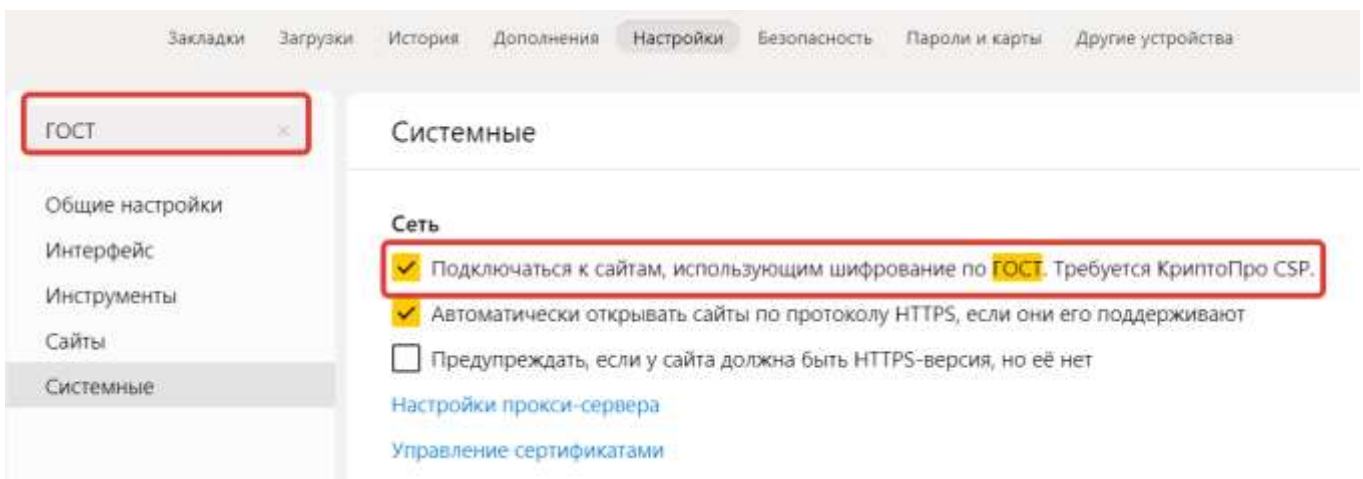 Закладки Загрузки История Дополнения Настройки Безопасность Пароли и карты Другие устройства
ГОСТ
Общие настройки
Интерфейс
Инструменты
Сайты
Системные
Системные
Сеть
Подключаться к сайтам, использующим шифрование по ГОСТ. Требуется КриптоПро CSP.
Автоматически открывать сайты по протоколу HTTPS, если они его поддерживают
Предупреждать, если у сайта должна быть HTTPS-версия, но её нет
Настройки прокси-сервера
Управление сертификатами